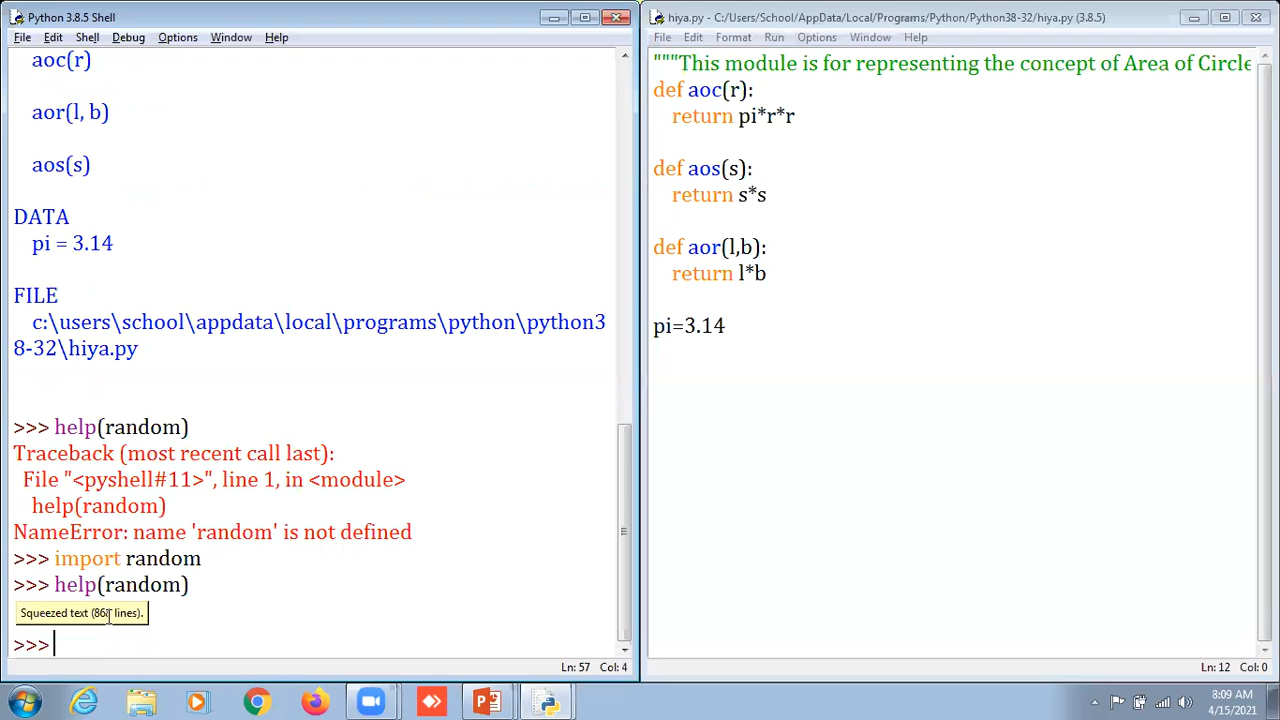 Python 3.8.5 Shell
File Edit Shell Debug Options Window Help
aoc(r)
aor(l, b)
aos(s)
DATA
pi = 3.14
FILE
c:\users\school\appdata\local\programs\python\python3
8-32\hiya.py
>>> help(random)
Traceback (most recent call last):
File "<pyshell#11>", line 1, in <module>
help(random)
NameError: name 'random' is not defined
>>> import random
>>> help(random)
Squeezed text lines).
>>>
Ln: 57 Col: 4
hiya.py - C:/Users/School/AppData/Local/Programs/Python/Python38-32/hiya.py (3.8.5)
File Edit Format Run Options Window Help
"""This module is for representing the concept of Area of Circle
def aoc(r):
return pi*r*r
def aos(s):
return s*s
def aor(l,b):
return l*b
pi=3.14
Ln: 12 Col: 0
8:09 AM
4/15/2021